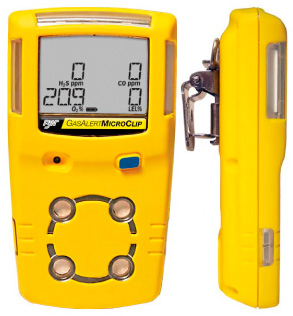 0 0
H₂S ppm CO ppm
20.9 0
O₂% LEL%
GASALERTMICROCLIP